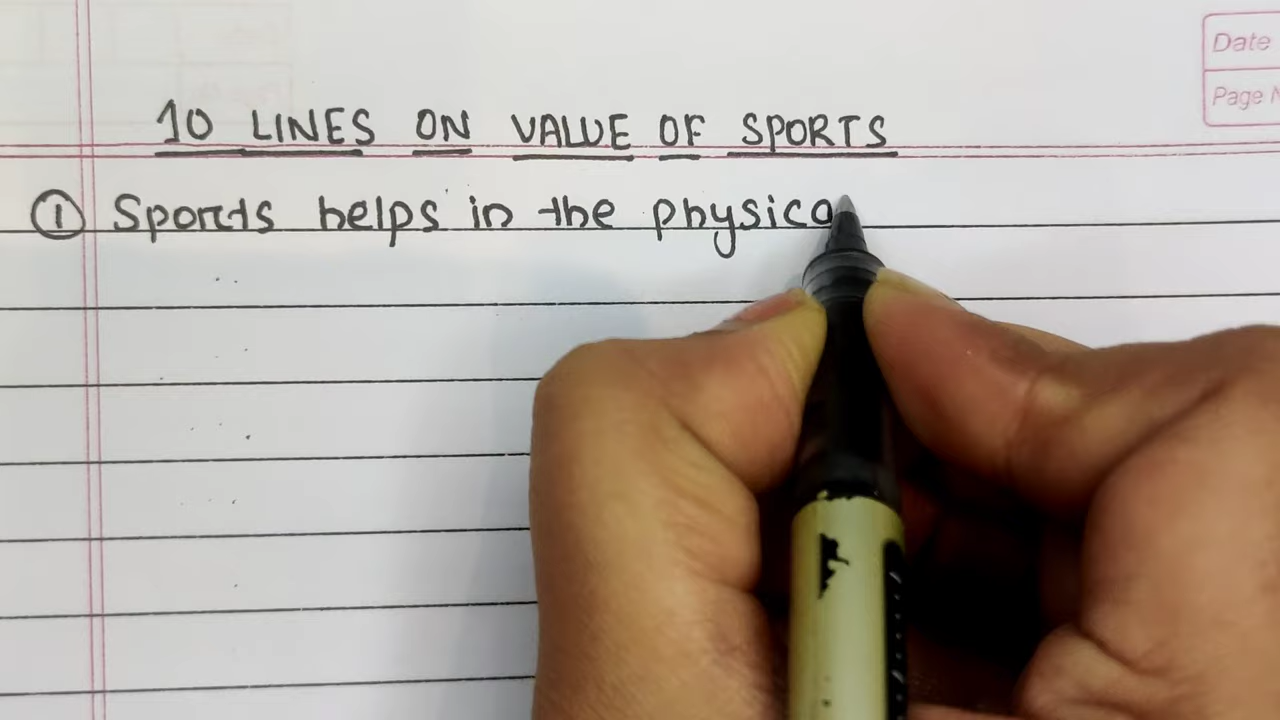 Date
Page N
10 LINES ON VALUE OF SPORTS
① Sports helps in the physica